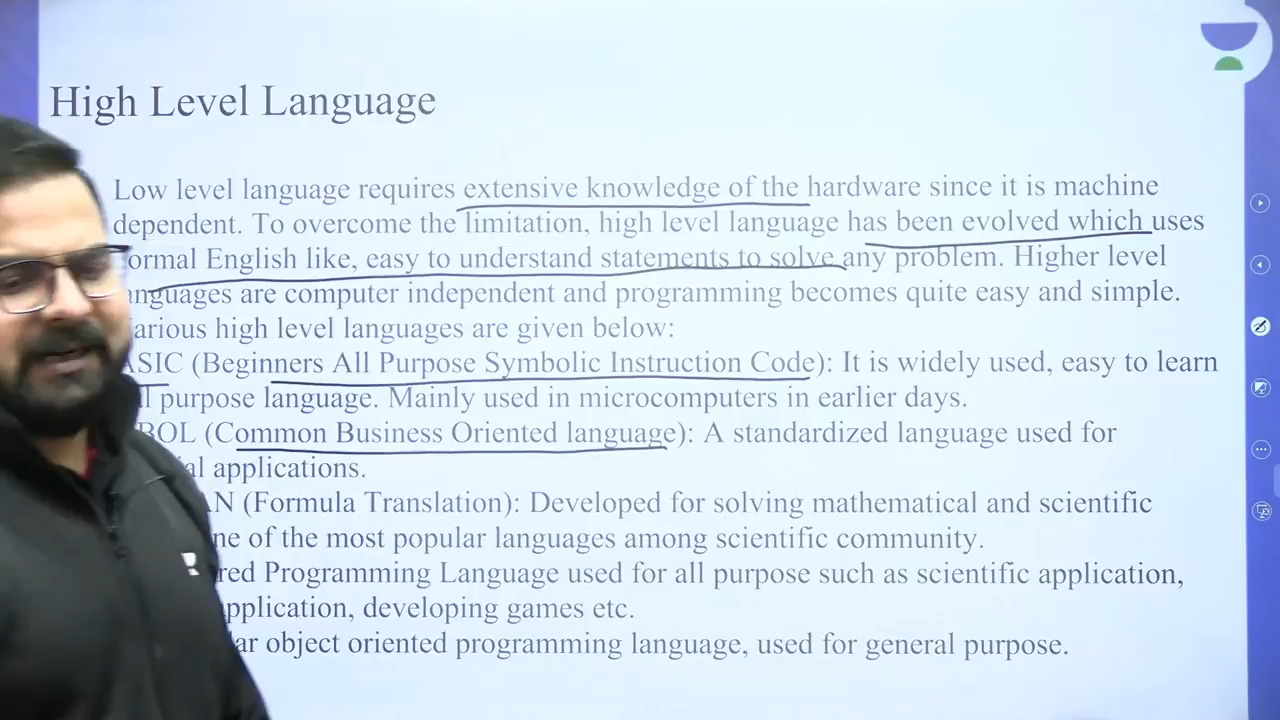 High Level Language
Low level language requires extensive knowledge of the hardware since it is machine
dependent. To overcome the limitation, high level language has been evolved which uses
ormal English like, easy to understand statements to solve any problem. Higher level
anguages are computer independent and programming becomes quite easy and simple.
arious high level languages are given below:
ASIC (Beginners All Purpose Symbolic Instruction Code): It is widely used, easy to learn
purpose language. Mainly used in microcomputers in earlier days.
BOL (Common Business Oriented language): A standardized language used for
al applications.
AN (Formula Translation): Developed for solving mathematical and scientific
ne of the most popular languages among scientific community.
red Programming Language used for all purpose such as scientific application,
pplication, developing games etc.
ar object oriented programming language, used for general purpose.